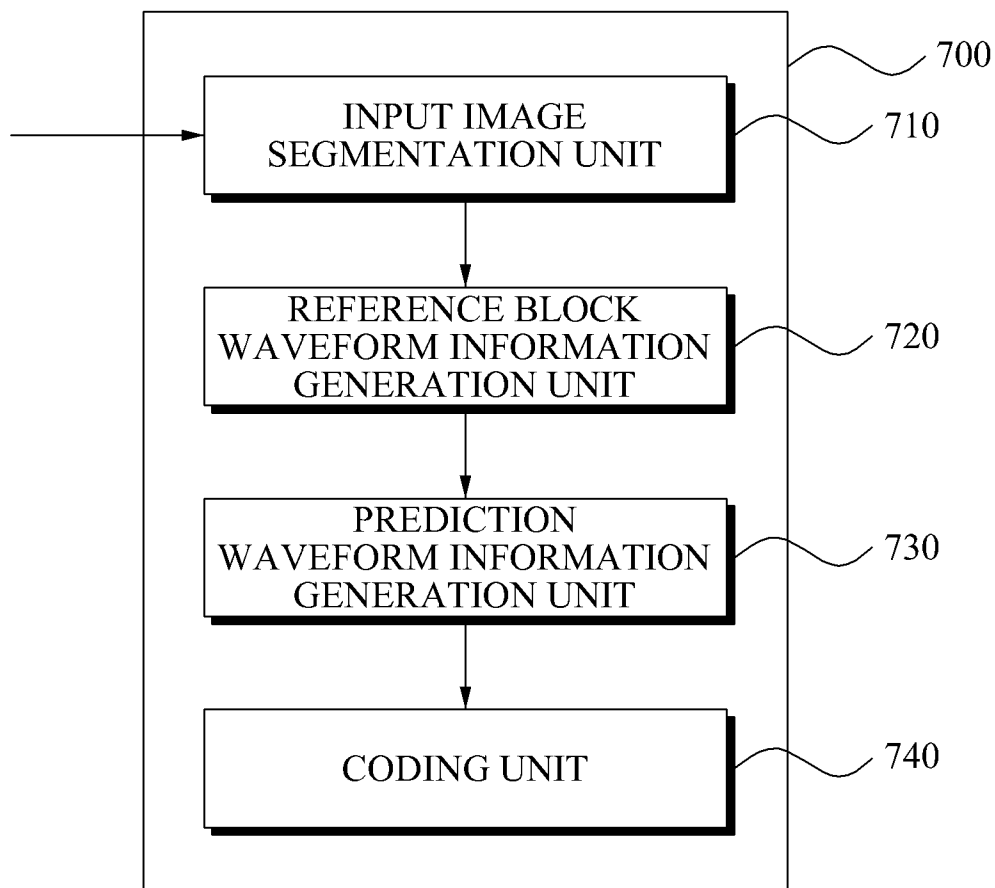 700
INPUT IMAGE
SEGMENTATION UNIT
710
REFERENCE BLOCK
WAVEFORM INFORMATION
GENERATION UNIT
720
PREDICTION
WAVEFORM INFORMATION
GENERATION UNIT
730
CODING UNIT
740